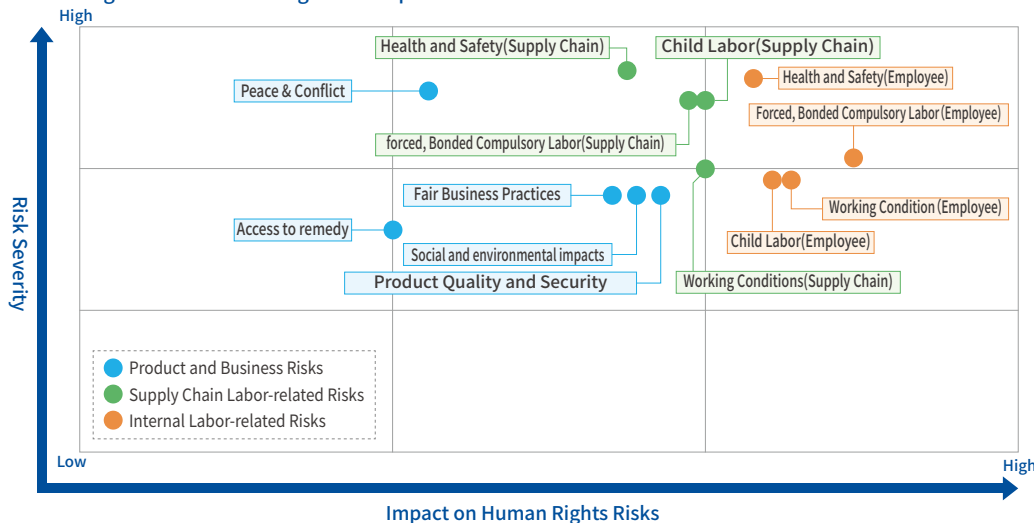 High
Health and Safety(Supply Chain)
Child Labor(Supply Chain)
Health and Safety(Employee)
Peace & Conflict
Forced, Bonded Compulsory Labor(Employee)
forced, Bonded Compulsory Labor(Supply Chain)
Fair Business Practices
Working Condition(Employee)
Access to remedy
Child Labor(Employee)
Social and environmental impacts
Product Quality and Security
Working Conditions(Supply Chain)
Risk Severity
Product and Business Risks
Supply Chain Labor-related Risks
Internal Labor-related Risks
Low
High
Impact on Human Rights Risks